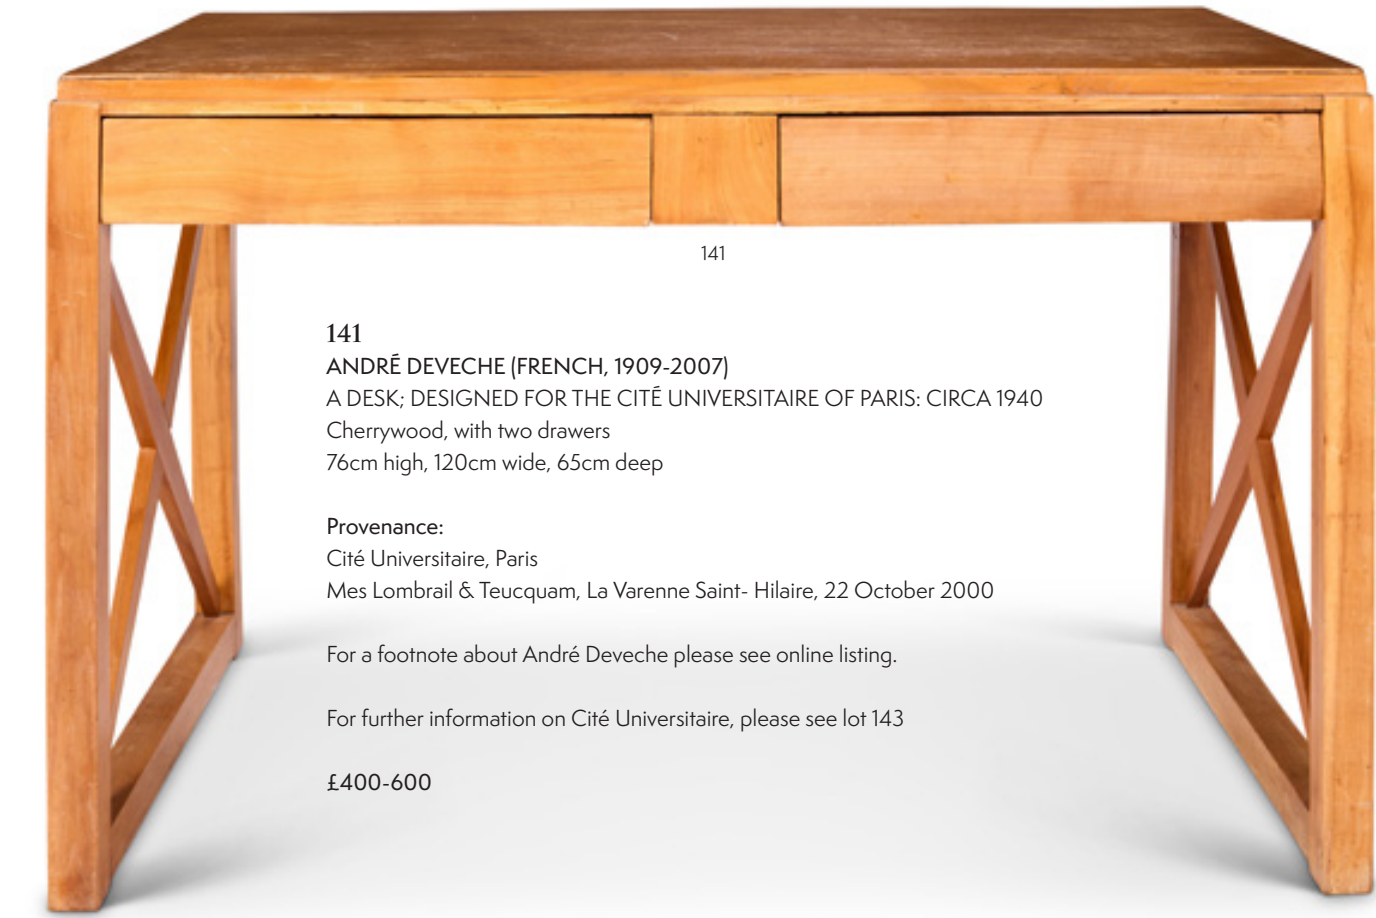 141
141
ANDRÉ DEVECHE (FRENCH, 1909-2007)
A DESK; DESIGNED FOR THE CITÉ UNIVERSITAIRE OF PARIS: CIRCA 1940
Cherrywood, with two drawers
76cm high, 120cm wide, 65cm deep
Provenance:
Cité Universitaire, Paris
Mes Lombrail & Teucquam, La Varenne Saint- Hilaire, 22 October 2000
For a footnote about André Deveche please see online listing.
For further information on Cité Universitaire, please see lot 143
£400-600